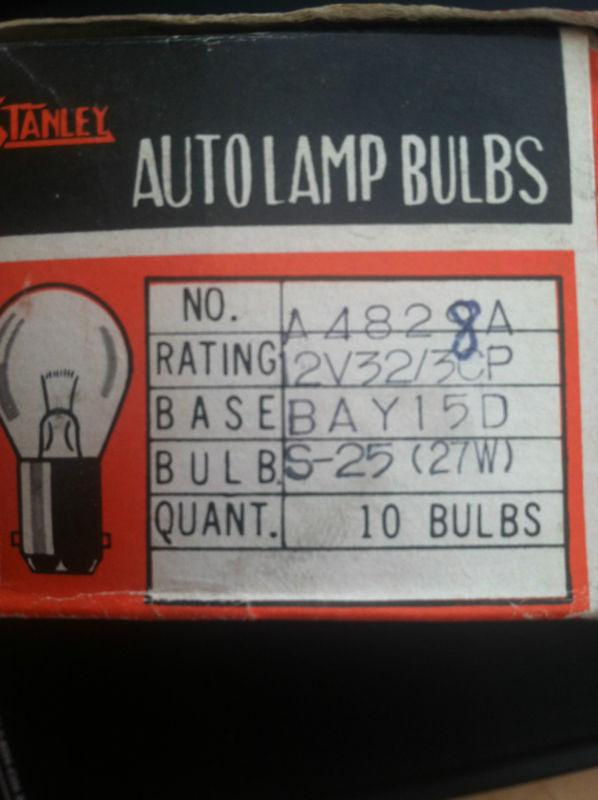 STANLEY
AUTO LAMP BULBS
NO. A4828A
RATING 12V32/3CP
BASE BAY15D
BULB S-25 (27W)
QUANT. 10 BULBS